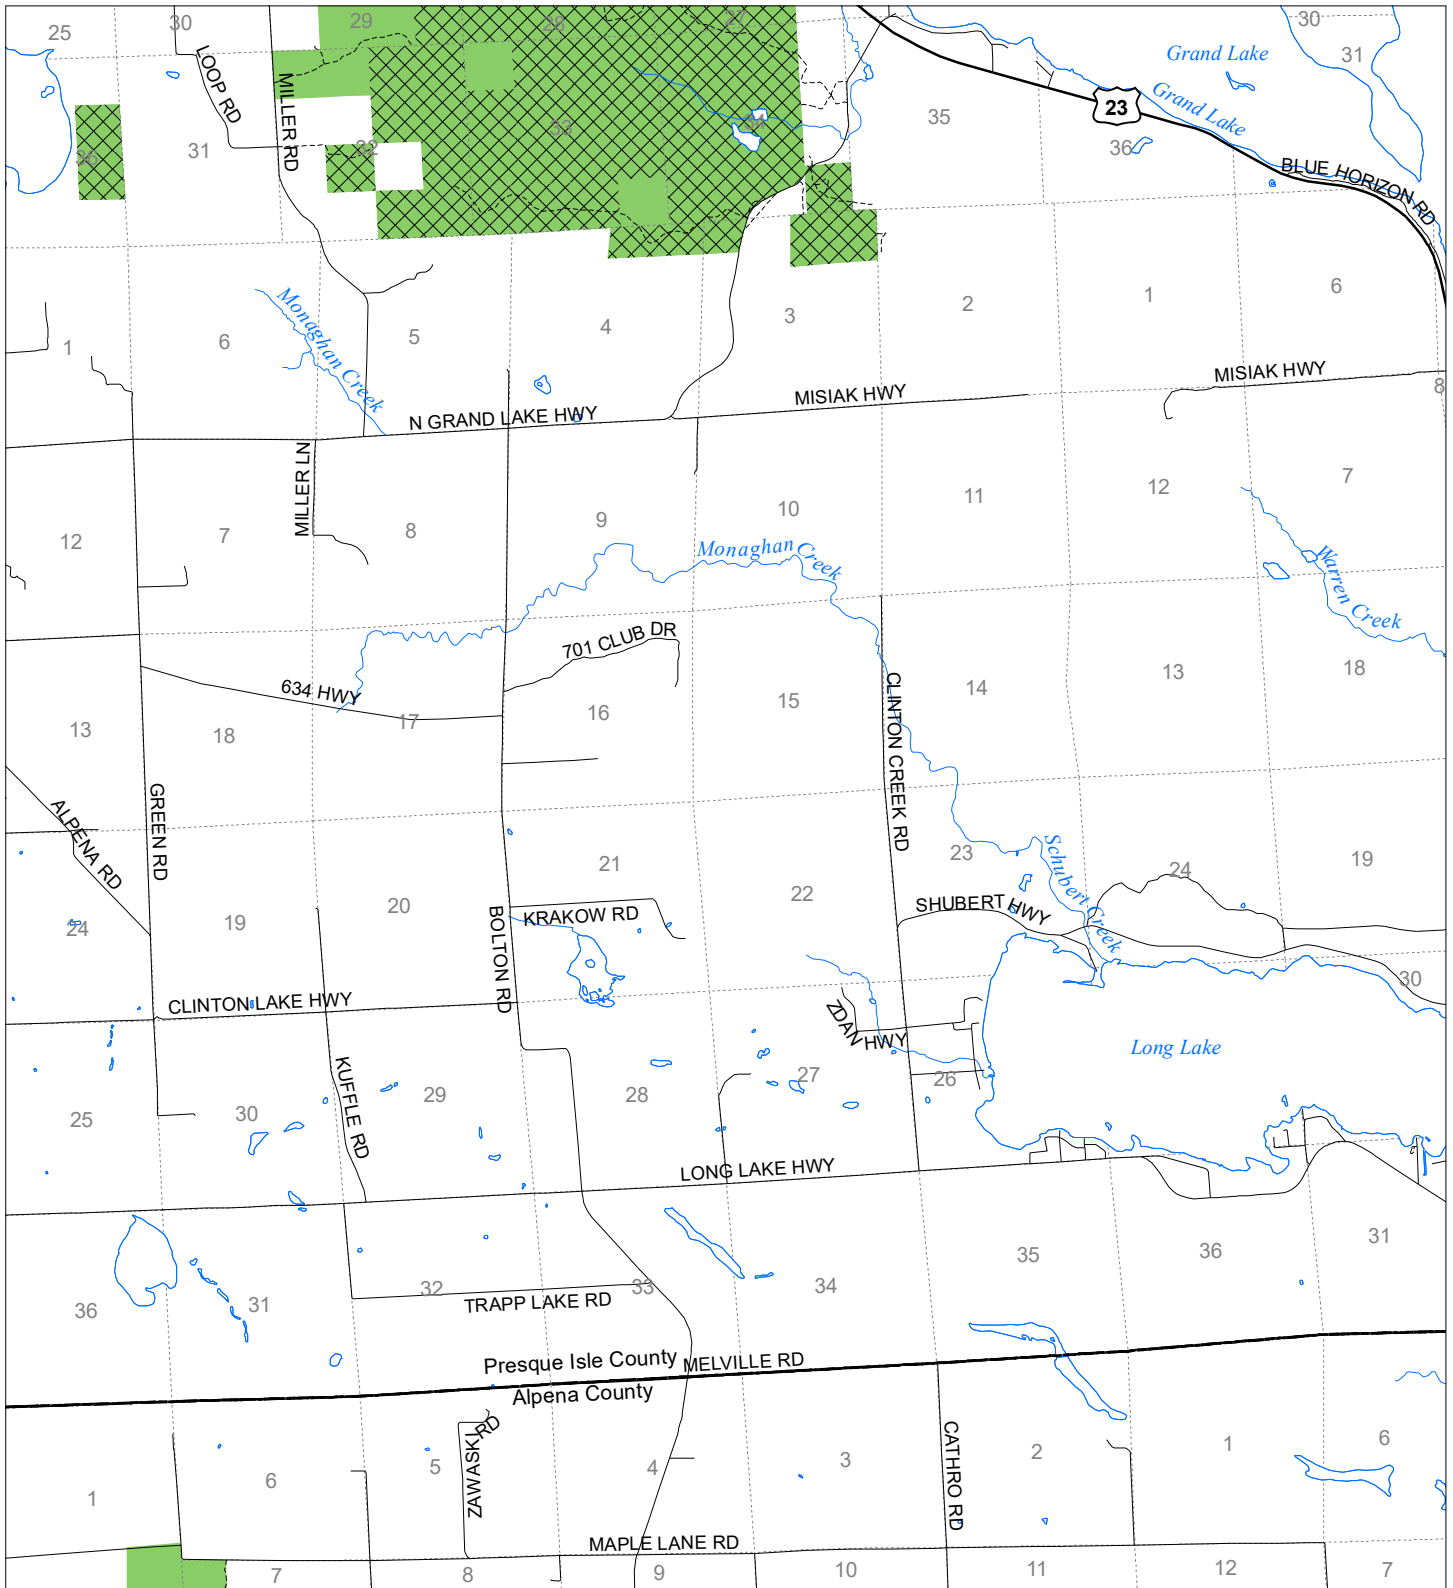 25
30
29
28
27
30
31
Grand Lake
Grand Lake
23
LOOP RD
MILLER RD
36
31
32
33
34
35
36
BLUE HORIZON RD
Monaghan Creek
1
6
5
4
3
2
1
6
N GRAND LAKE HWY
MISIAK HWY
MISIAK HWY
8
MILLER LN
12
7
8
9
10
11
12
7
Monaghan Creek
Warren Creek
701 CLUB DR
634 HWY
13
18
17
16
15
14
13
18
CLINTON CREEK RD
ALPENA RD
GREEN RD
24
19
20
21
22
23
24
19
Schubert Creek
SHUBERT HWY
KRAKOW RD
BOLTON RD
CLINTON LAKE HWY
30
ZDAN HWY
Long Lake
KUFFLE RD
25
30
29
28
27
26
LONG LAKE HWY
36
31
32
33
34
35
36
31
TRAPP LAKE RD
Presque Isle County
MELVILLE RD
Alpena County
ZAWASKI RD
CATHRO RD
1
6
5
4
3
2
1
6
MAPLE LANE RD
7
8
9
10
11
12
7